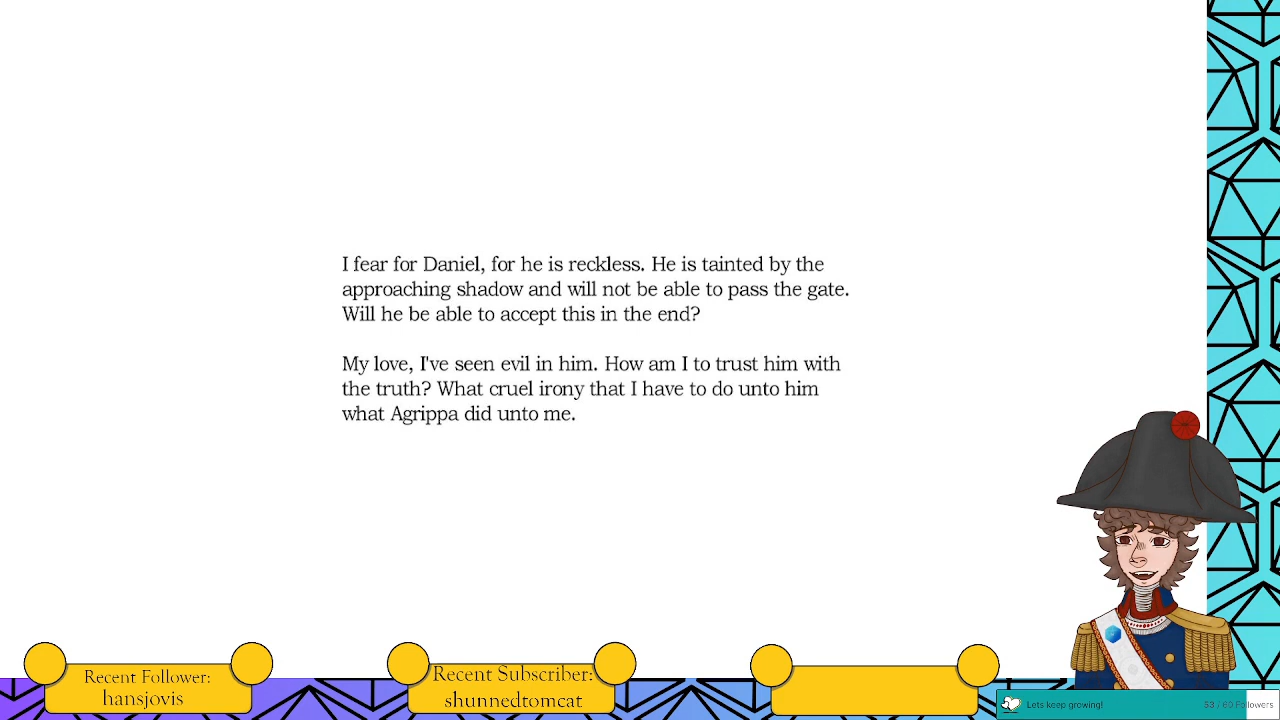 I fear for Daniel, for he is reckless. He is tainted by the
approaching shadow and will not be able to pass the gate.
Will he be able to accept this in the end?
My love, I've seen evil in him. How am I to trust him with
the truth? What cruel irony that I have to do unto him
what Agrippa did unto me.
Recent Follower:
hansjovis
Recent Subscriber:
shunnedtomcat
Lets keep growing!
53 / 60 Followers